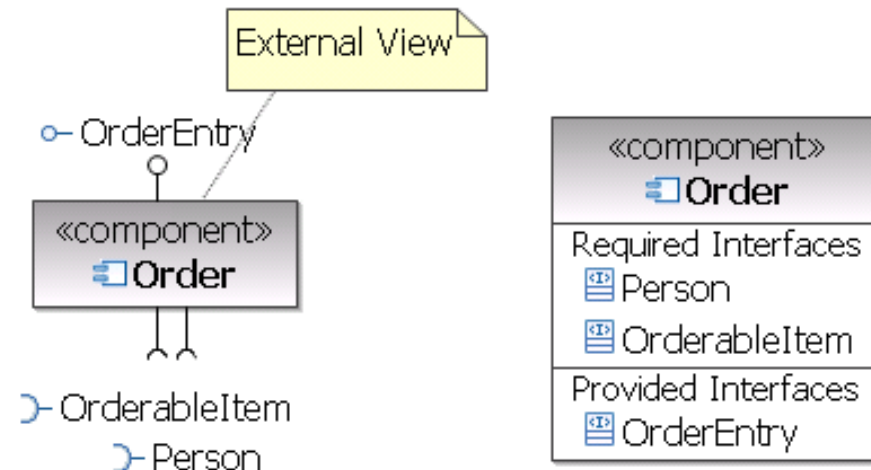 External View
OrderEntry
«component»
Order
OrderableItem
Person
«component»
Order
Required Interfaces
Person
OrderableItem
Provided Interfaces
OrderEntry